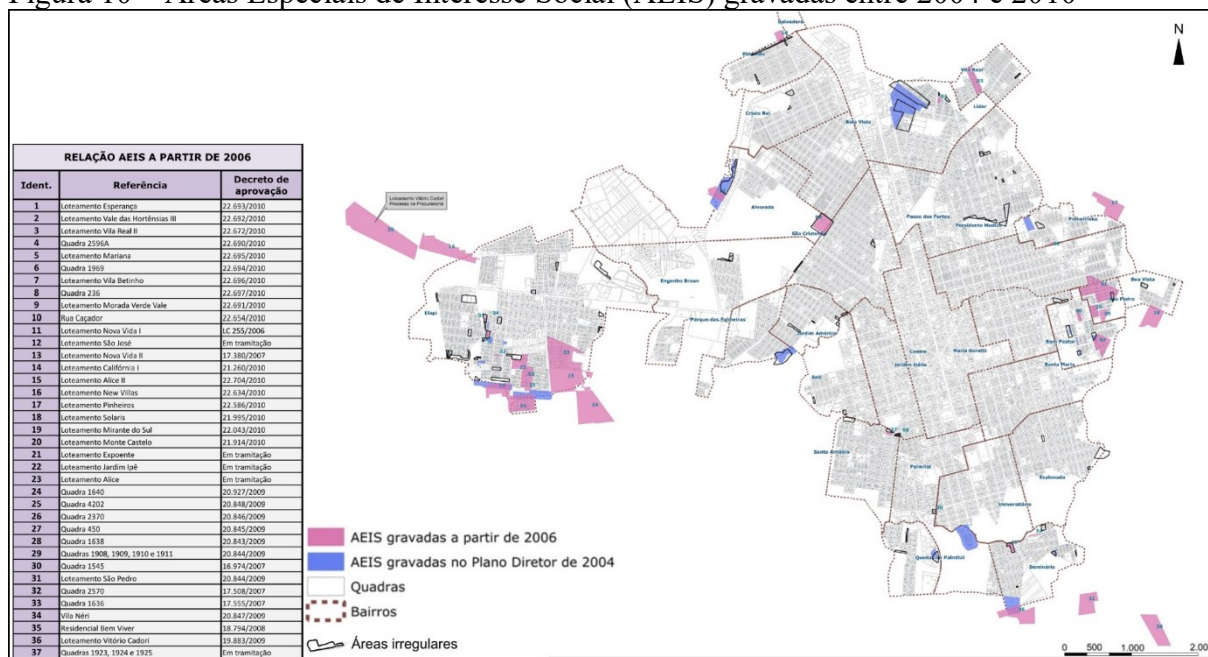 Figura 10 – Áreas Especiais de Interesse Social (AEIS) gravadas entre 2004 e 2010
N
RELAÇÃO AEIS A PARTIR DE 2006
Ident. Referência Decreto de aprovação
1 Loteamento Esperança 22.693/2010
2 Loteamento Vale das Hortênsias III 22.692/2010
3 Loteamento Vila Real II 22.672/2010
4 Quadra 2596A 22.690/2010
5 Loteamento Mariana 22.695/2010
6 Quadra 1969 22.694/2010
7 Loteamento Vila Betinho 22.696/2010
8 Quadra 236 22.697/2010
9 Loteamento Morada Verde Vale 22.691/2010
10 Rua Caçador 22.654/2010
11 Loteamento Nova Vida I LC 255/2006
12 Loteamento São José Em tramitação
13 Loteamento Nova Vida II 17.380/2007
14 Loteamento Califórnia I 21.260/2010
15 Loteamento Alice II 22.704/2010
16 Loteamento New Villas 22.634/2010
17 Loteamento Pinheiros 22.586/2010
18 Loteamento Solaris 21.995/2010
19 Loteamento Mirante do Sul 22.043/2010
20 Loteamento Monte Castelo 21.914/2010
21 Loteamento Expoente Em tramitação
22 Loteamento Jardim Ipê Em tramitação
23 Loteamento Alice Em tramitação
24 Quadra 1640 20.927/2009
25 Quadra 4202 20.848/2009
26 Quadra 2370 20.846/2009
27 Quadra 450 20.845/2009
28 Quadra 1638 20.843/2009
29 Quadras 1908, 1909, 1910 e 1911 20.844/2009
30 Quadra 1545 16.974/2007
31 Loteamento São Pedro 20.844/2009
32 Quadra 2570 17.508/2007
33 Quadra 1636 17.555/2007
34 Vila Néri 20.847/2009
35 Residencial Bem Viver 18.794/2008
36 Loteamento Vitório Cadori 19.883/2009
37 Quadras 1923, 1924 e 1925 Em tramitação
Loteamento Vitório Cadori
Processo na Procuradoria
Belvedere
Vila Real
Líder
Cristo Rei
Bela Vista
Alvorada
São Cristóvão
Passo dos Fortes
Presidente Médici
Engenho Braun
Efapi
Parque das Palmeiras
Jardim América
Boa Vista
São Pedro
Bom Pastor
Santa Maria
Centro
Jardim Itália
Maria Goretti
Saic
Santo Antônio
Palmital
Universitário
Esplanada
Quedas do Palmital
Seminário
AEIS gravadas a partir de 2006
AEIS gravadas no Plano Diretor de 2004
Quadras
Bairros
Áreas irregulares
0 500 1.000 2.00